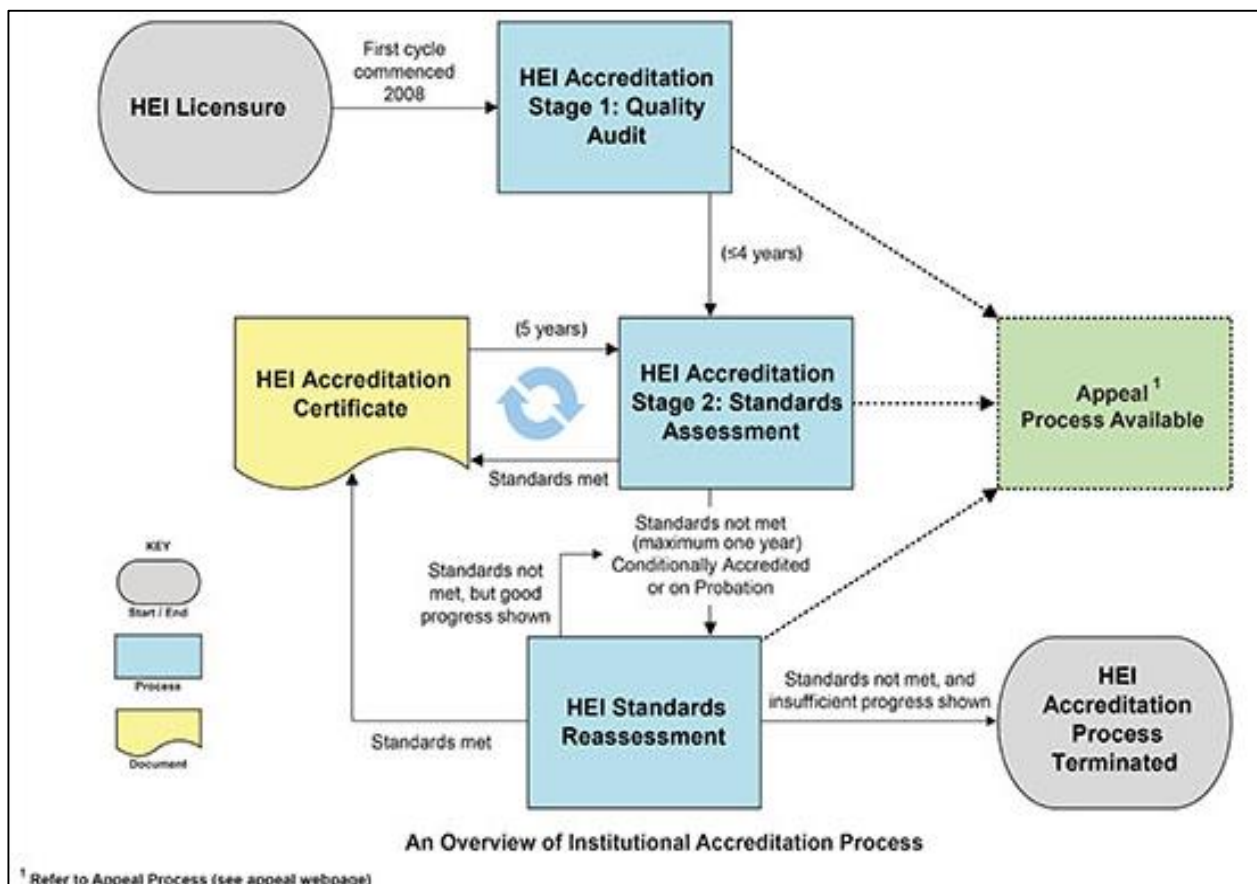 First cycle
commenced
2008
HEI Licensure
HEI Accreditation
Stage 1: Quality
Audit
(≤4 years)
(5 years)
HEI Accreditation
Certificate
HEI Accreditation
Stage 2: Standards
Assessment
Appeal 1
Process Available
Standards met
Standards not met
(maximum one year)
Conditionally Accredited
or on Probation
Standards not
met, but good
progress shown
KEY
Start / End
Process
Document
Standards met
HEI Standards
Reassessment
Standards not met, and
insufficient progress shown
HEI
Accreditation
Process
Terminated
An Overview of Institutional Accreditation Process
1 Refer to Appeal Process (see appeal webpage)